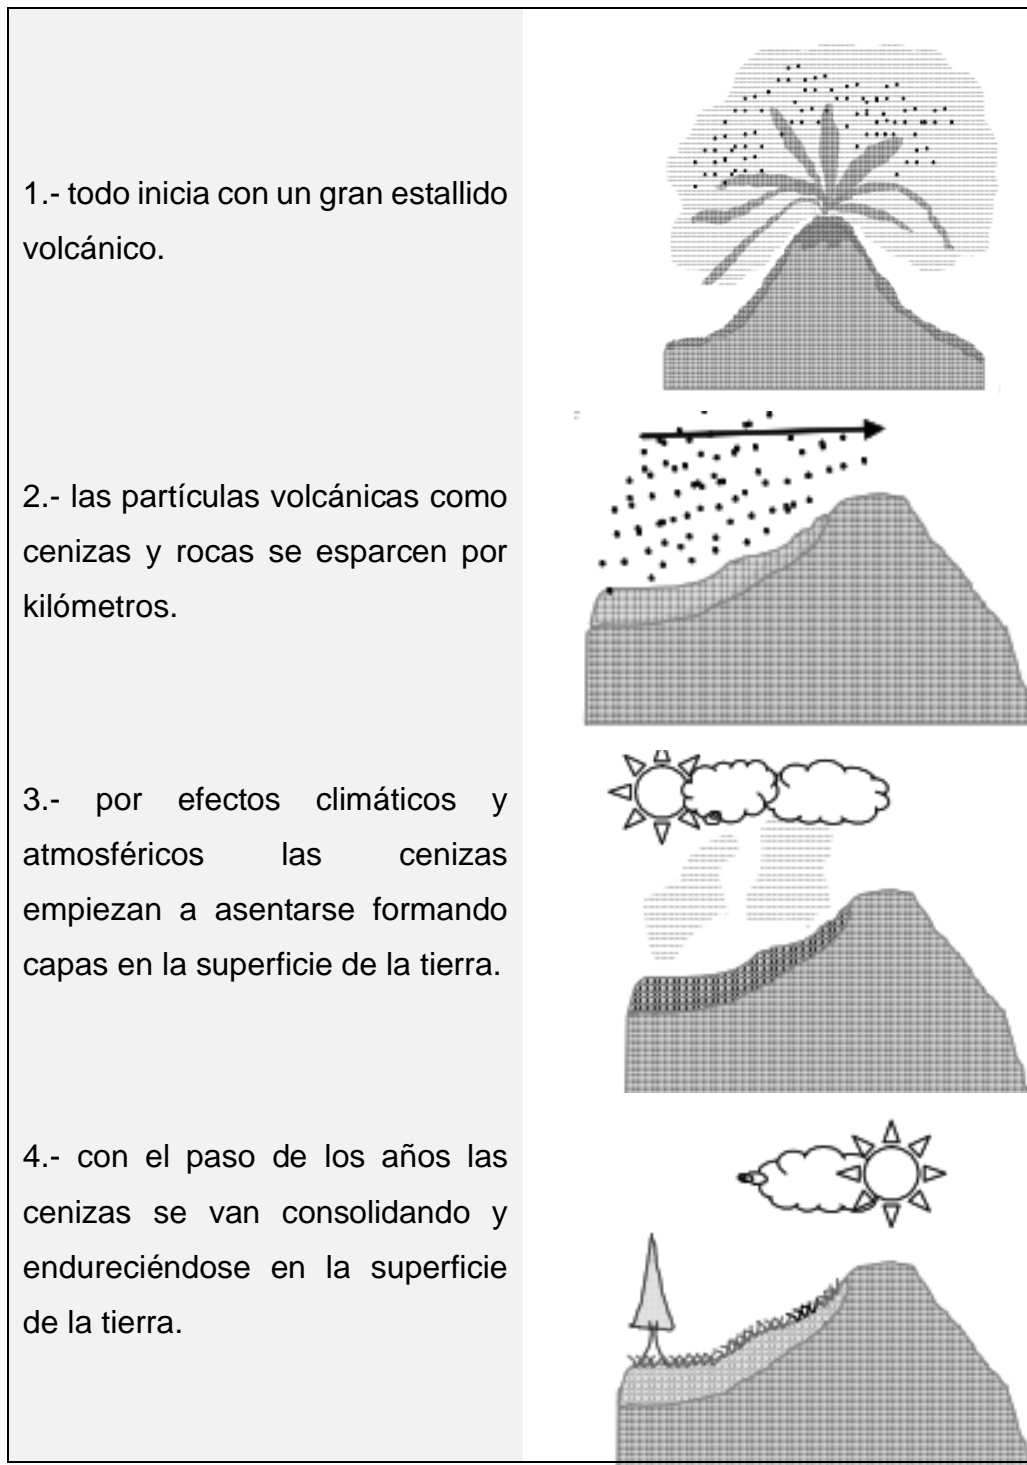 1.- todo inicia con un gran estallido
volcánico.
2.- las partículas volcánicas como
cenizas y rocas se esparcen por
kilómetros.
3.- por efectos climáticos y
atmosféricos las cenizas
empiezan a asentarse formando
capas en la superficie de la tierra.
4.- con el paso de los años las
cenizas se van consolidando y
endureciéndose en la superficie
de la tierra.